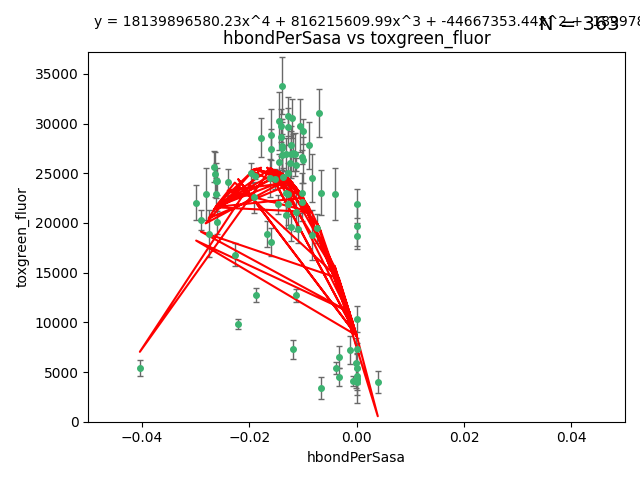 y = 18139896580.23x^4 + 816215609.99x^3 + -44667353.44x^2 +
N = 363
hbondPerSasa vs toxgreen_fluor
35000
30000
25000
20000
15000
10000
5000
0
toxgreen_fluor
−0.04 −0.02 0.00 0.02 0.04
hbondPerSasa